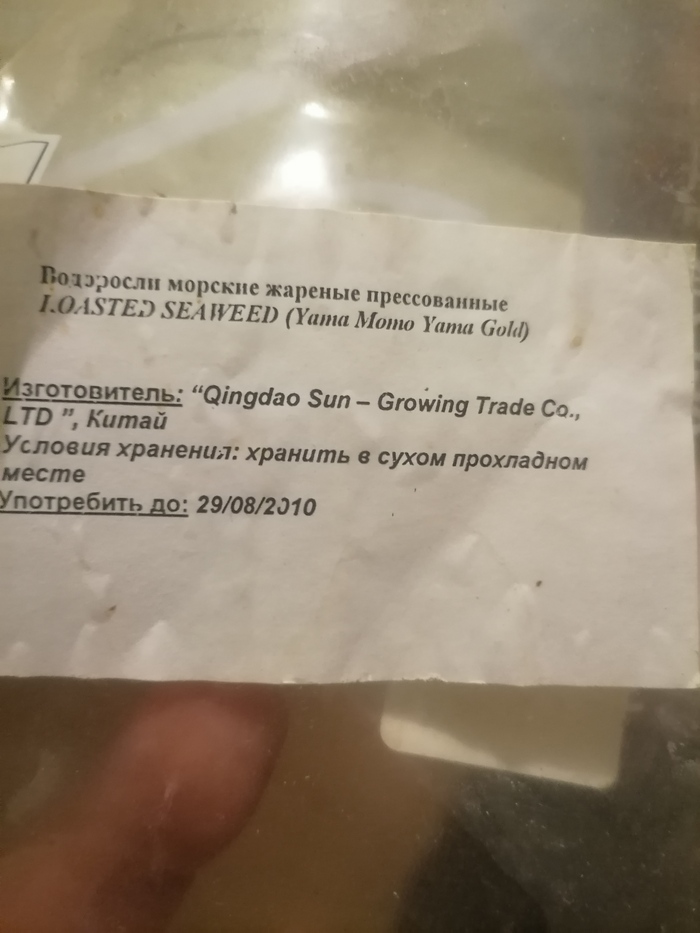 Водоросли морские жареные прессованные
LOASTED SEAWEED (Yama Momo Yama Gold)
Изготовитель: “Qingdao Sun – Growing Trade Co.,
LTD ”, Китай
Условия хранения: хранить в сухом прохладном
месте
Употребить до: 29/08/2010